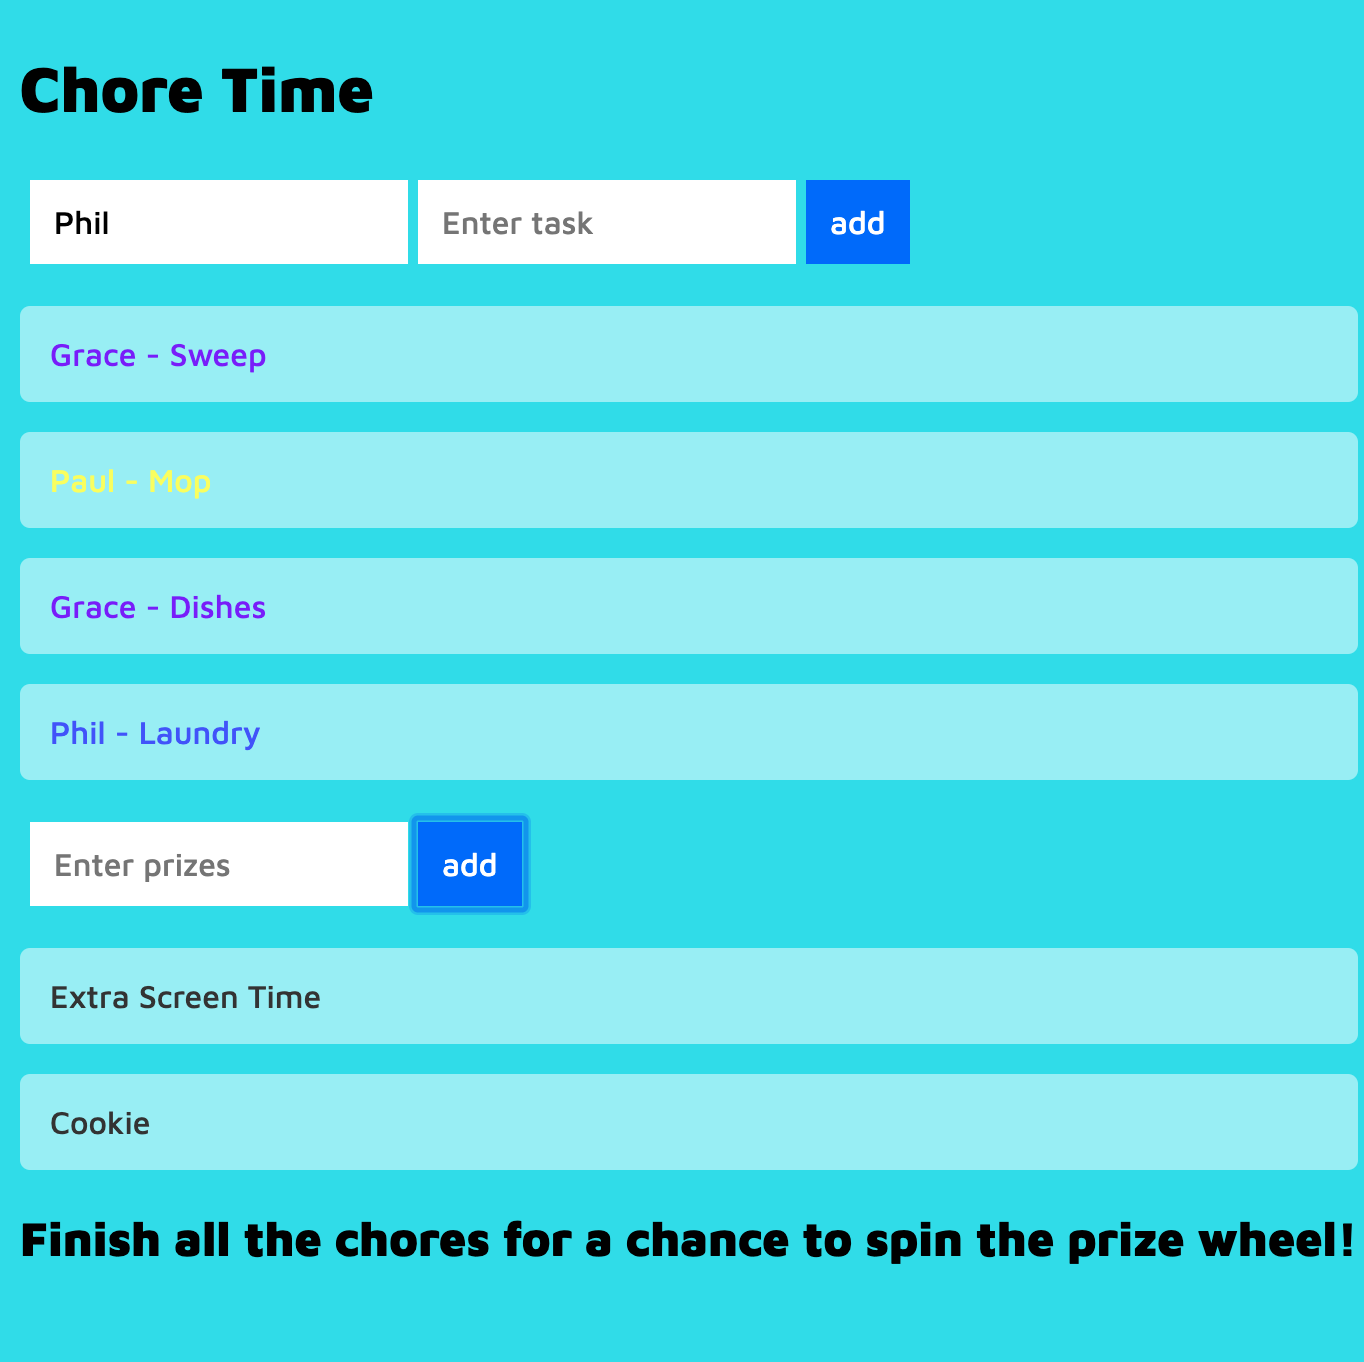 Chore Time
Phil
Enter task
add
Grace - Sweep
Paul - Mop
Grace - Dishes
Phil - Laundry
Enter prizes
add
Extra Screen Time
Cookie
Finish all the chores for a chance to spin the prize wheel!